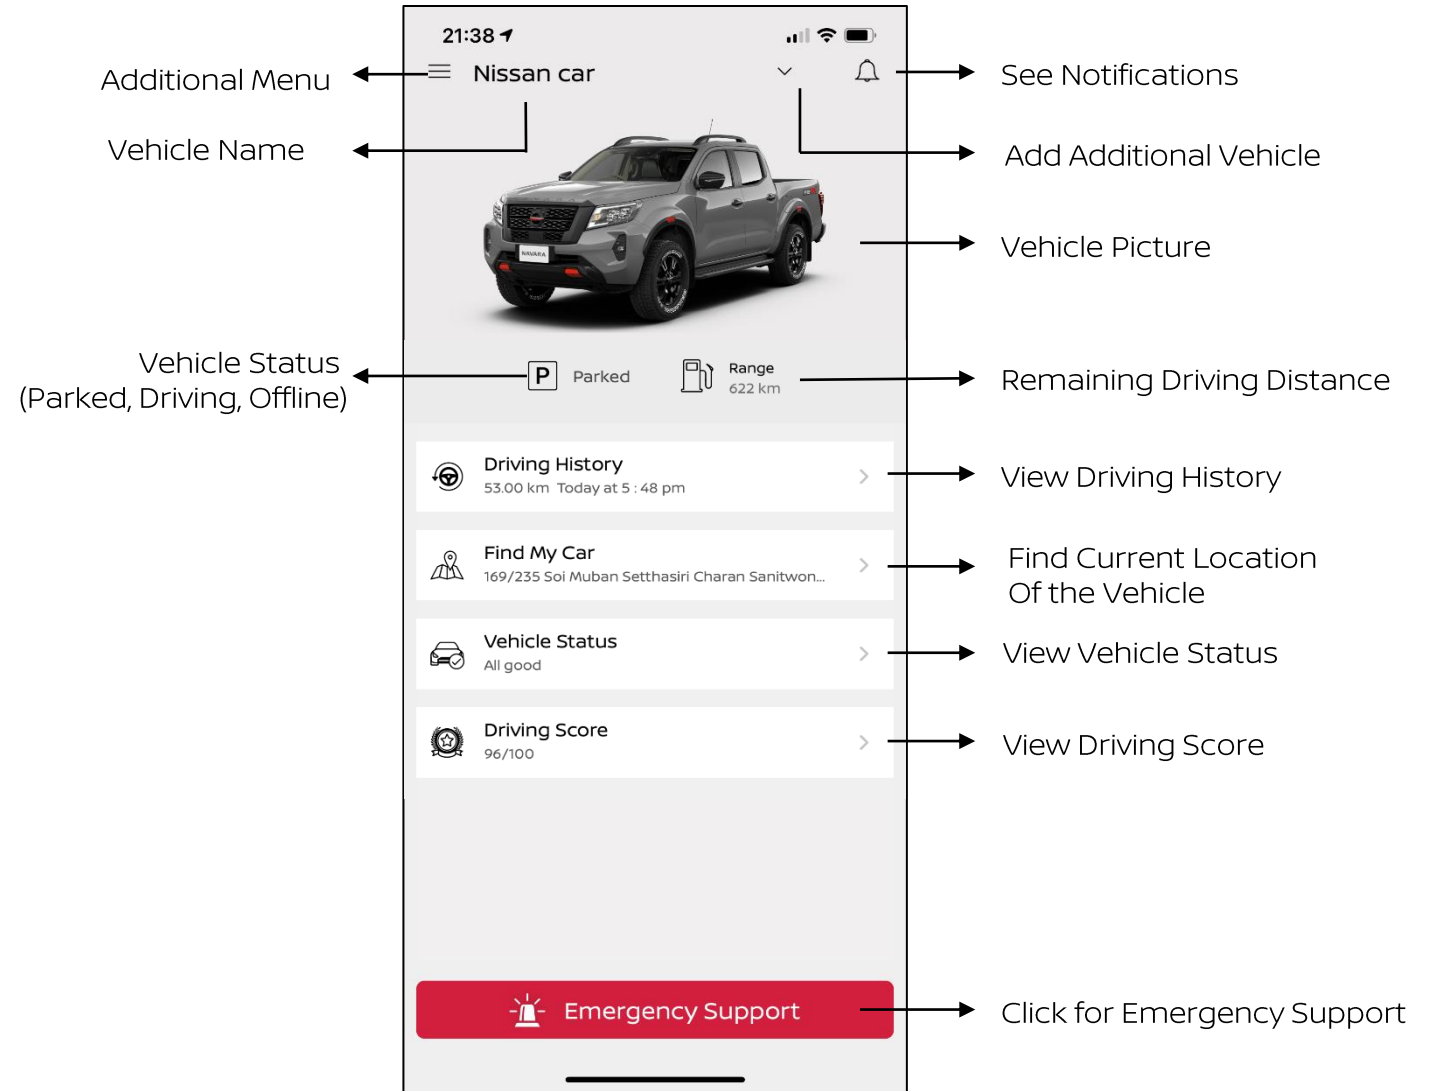 21:38
Additional Menu
Nissan car
See Notifications
Vehicle Name
Add Additional Vehicle
NAVARA
Vehicle Picture
Vehicle Status
(Parked, Driving, Offline)
P
Parked
Range
622 km
Remaining Driving Distance
Driving History
53.00 km Today at 5 : 48 pm
View Driving History
Find My Car
169/235 Soi Muban Setthasiri Charan Sanitwon...
Find Current Location
Of the Vehicle
Vehicle Status
All good
View Vehicle Status
Driving Score
96/100
View Driving Score
Emergency Support
Click for Emergency Support